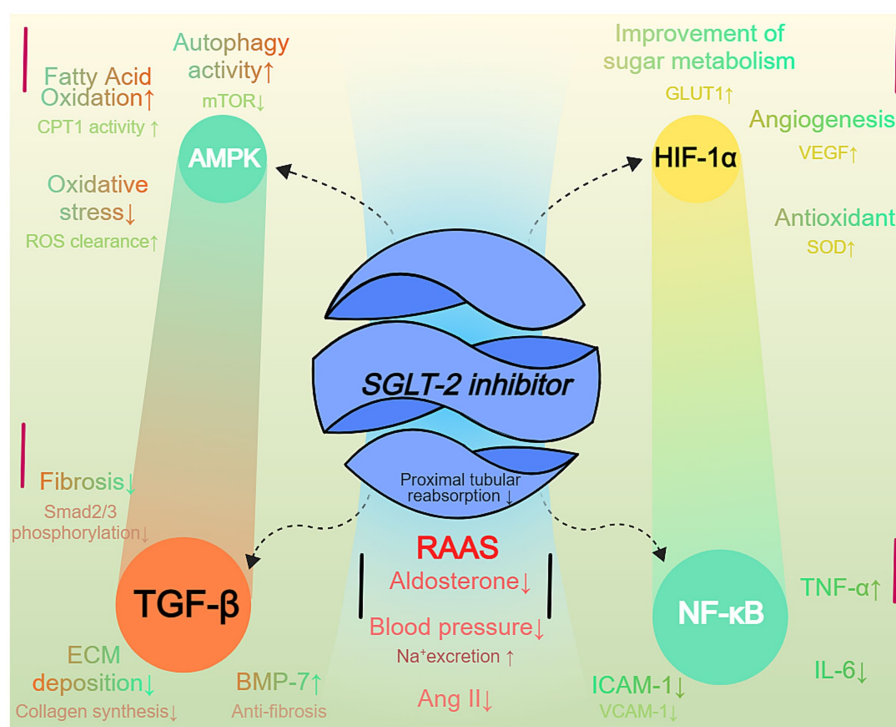 Autophagy
activity↑
mTOR↓
Fatty Acid
Oxidation↑
CPT1 activity ↑
AMPK
Oxidative
stress↓
ROS clearance↑
Improvement of
sugar metabolism
GLUT1↑
HIF-1α
Angiogenesis
VEGF↑
Antioxidant
SOD↑
SGLT-2 inhibitor
Proximal tubular
reabsorption ↓
Fibrosis↓
Smad2/3
phosphorylation↓
TGF-β
ECM
deposition↓
Collagen synthesis↓
BMP-7↑
Anti-fibrosis
RAAS
Aldosterone↓
Blood pressure↓
Na⁺excretion ↑
Ang II↓
NF-κB
TNF-α↑
IL-6↓
ICAM-1↓
VCAM-1↓